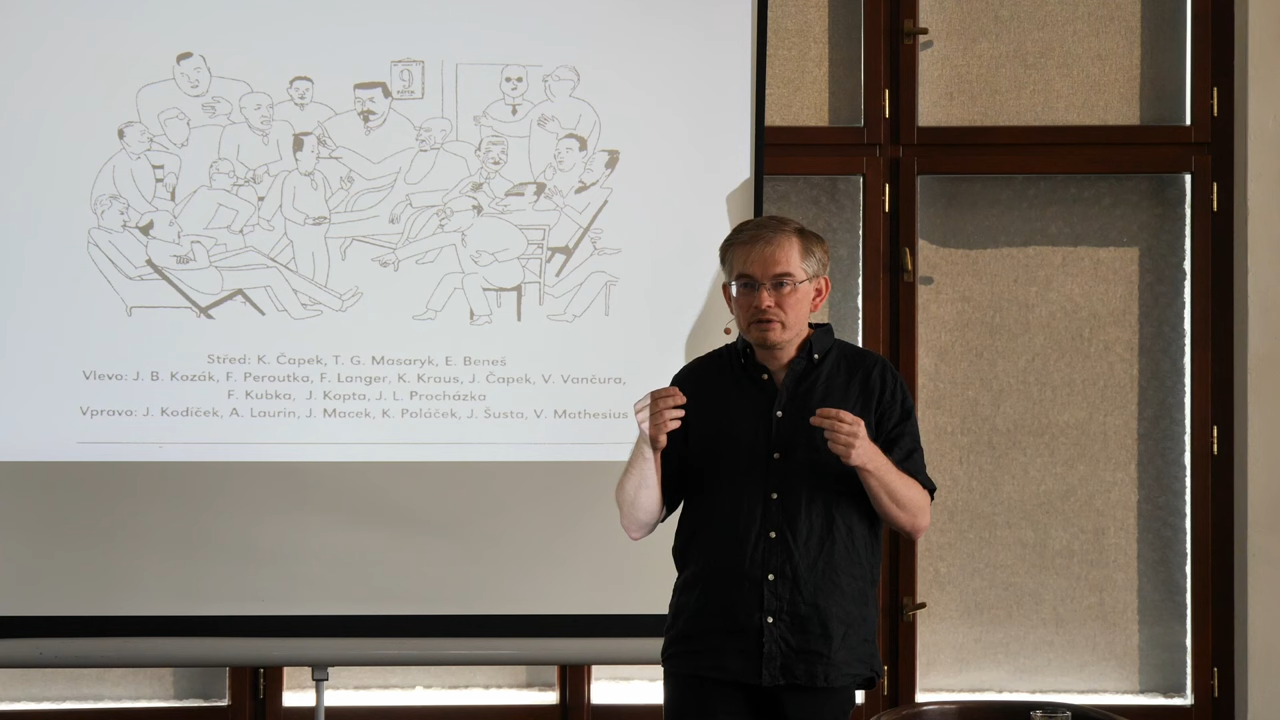 9
PÁTEK
Střed: K. Čapek, T. G. Masaryk, E. Beneš
Vlevo: J. B. Kozák, F. Peroutka, F. Langer, K. Kraus, J. Čapek, V. Vančura,
F. Kubka, J. Kopta, J. L. Procházka
Vpravo: J. Kodíček, A. Laurin, J. Macek, K. Poláček, J. Šusta, V. Mathesius